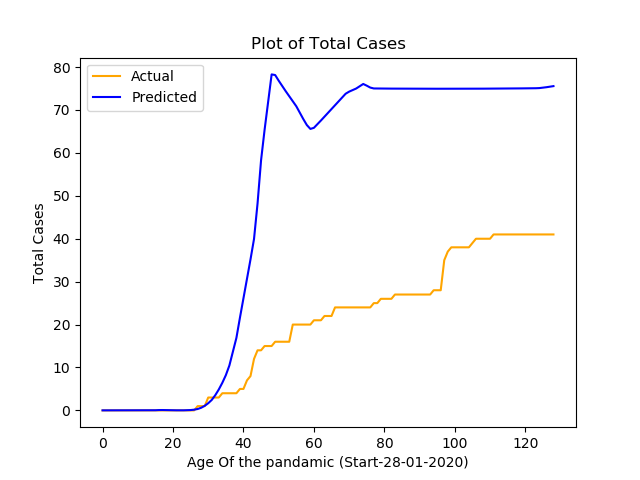 Plot of Total Cases
Actual
Predicted
80
70
60
50
40
30
20
10
0
Total Cases
0 20 40 60 80 100 120
Age Of the pandamic (Start-28-01-2020)